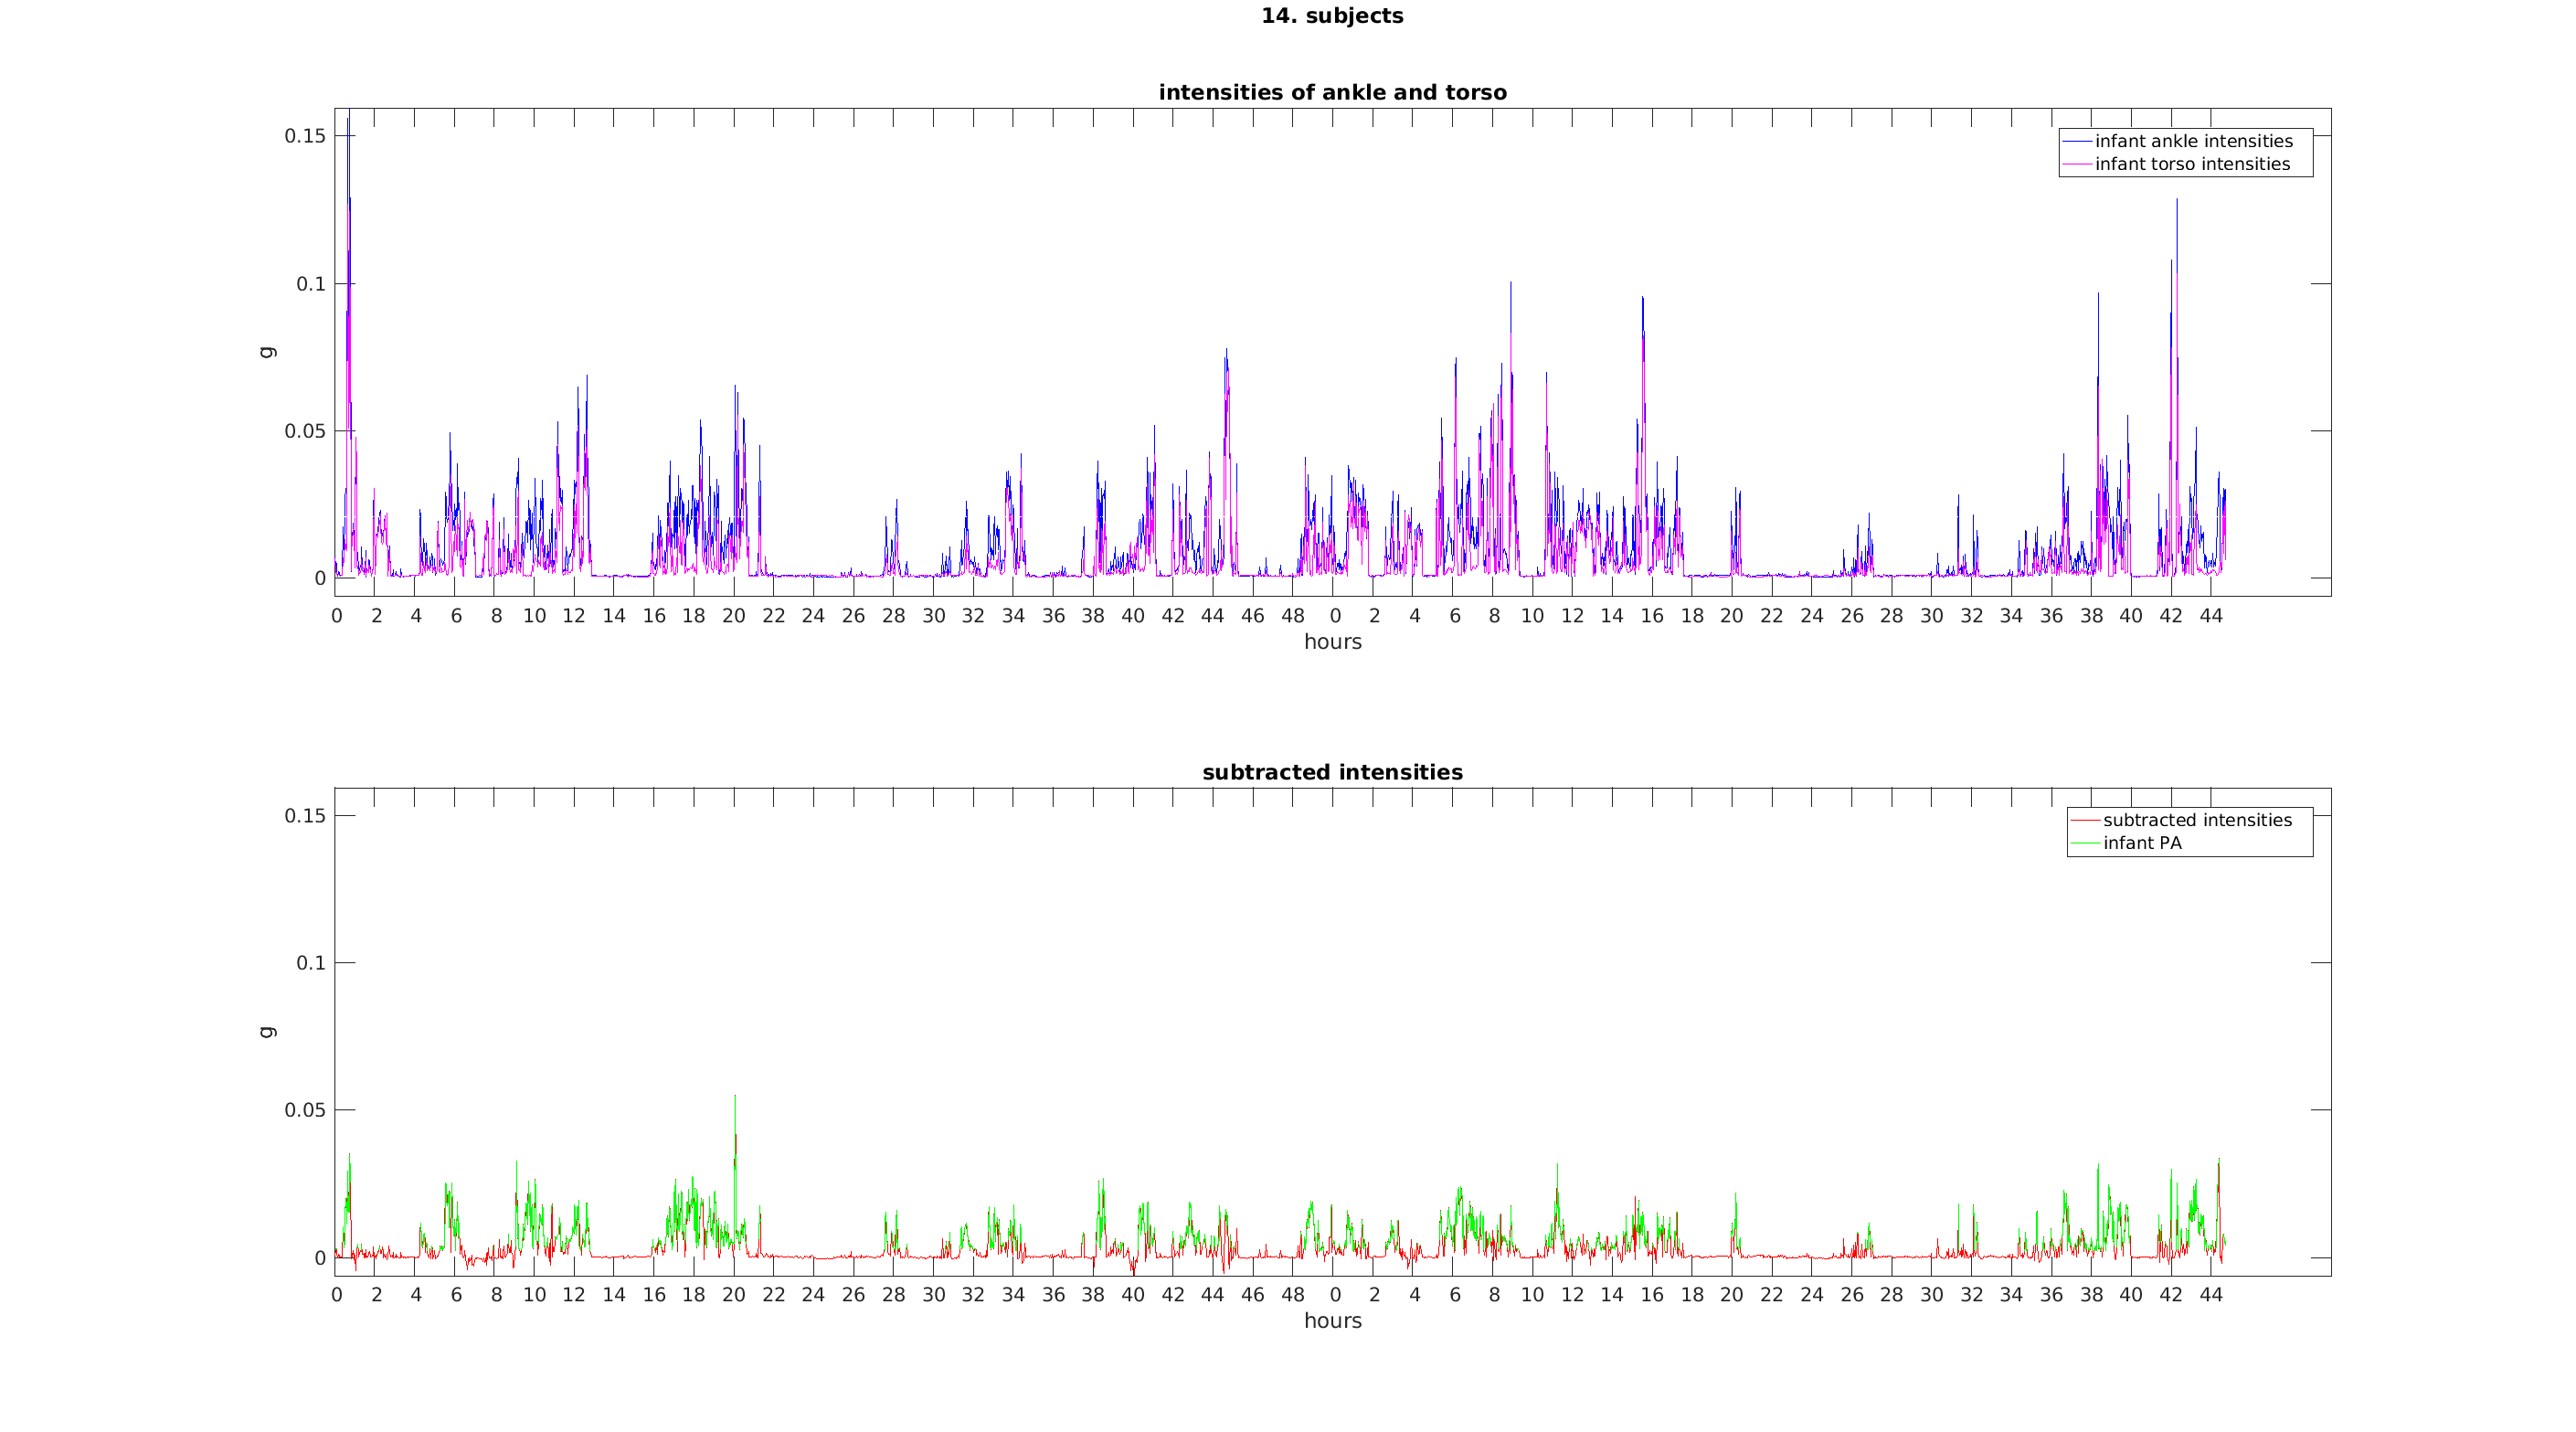 14. subjects
intensities of ankle and torso
0.15
0.1
0.05
0
g
infant ankle intensities
infant torso intensities
0 2 4 6 8 10 12 14 16 18 20 22 24 26 28 30 32 34 36 38 40 42 44 46 48 0 2 4 6 8 10 12 14 16 18 20 22 24 26 28 30 32 34 36 38 40 42 44
hours
subtracted intensities
0.15
0.1
0.05
0
g
subtracted intensities
infant PA
0 2 4 6 8 10 12 14 16 18 20 22 24 26 28 30 32 34 36 38 40 42 44 46 48 0 2 4 6 8 10 12 14 16 18 20 22 24 26 28 30 32 34 36 38 40 42 44
hours